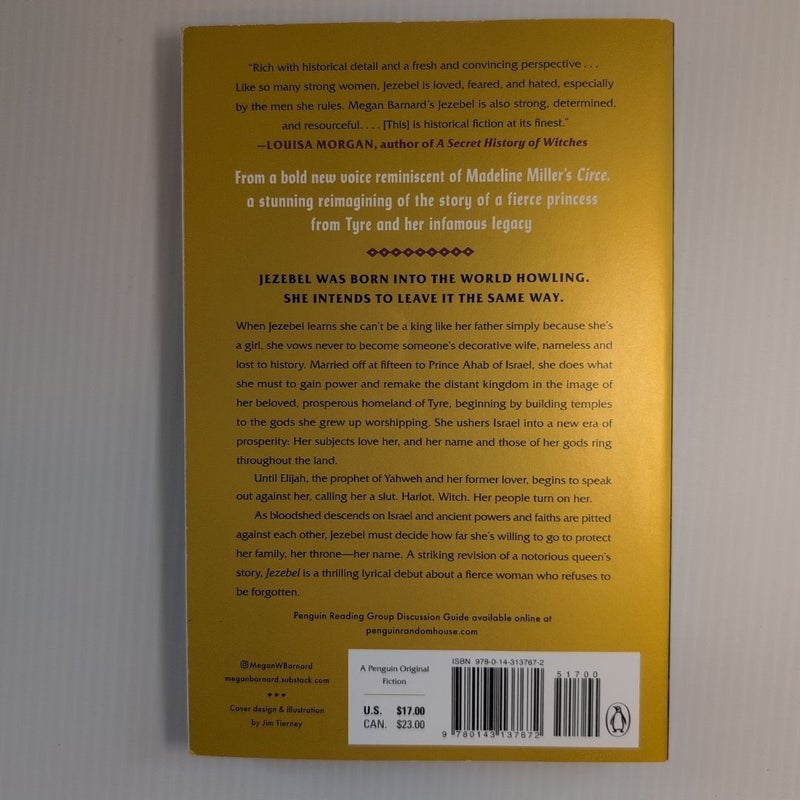 "Rich with historical detail and a fresh and convincing perspective . . .
Like so many strong women, Jezebel is loved, feared, and hated, especially
by the men she rules. Megan Barnard's Jezebel is also strong, determined,
and resourceful. . . . [This] is historical fiction at its finest."
—LOUISA MORGAN, author of A Secret History of Witches
From a bold new voice reminiscent of Madeline Miller's Circe,
a stunning reimagining of the story of a fierce princess
from Tyre and her infamous legacy
JEZEBEL WAS BORN INTO THE WORLD HOWLING.
SHE INTENDS TO LEAVE IT THE SAME WAY.
When Jezebel learns she can't be a king like her father simply because she's
a girl, she vows never to become someone's decorative wife, nameless and
lost to history. Married off at fifteen to Prince Ahab of Israel, she does what
she must to gain power and remake the distant kingdom in the image of
her beloved, prosperous homeland of Tyre, beginning by building temples
to the gods she grew up worshipping. She ushers Israel into a new era of
prosperity: Her subjects love her, and her name and those of her gods ring
throughout the land.
Until Elijah, the prophet of Yahweh and her former lover, begins to speak
out against her, calling her a slut. Harlot. Witch. Her people turn on her.
As bloodshed descends on Israel and ancient powers and faiths are pitted
against each other, Jezebel must decide how far she's willing to go to protect
her family, her throne—her name. A striking revision of a notorious queen's
story, Jezebel is a thrilling lyrical debut about a fierce woman who refuses to
be forgotten.
Penguin Reading Group Discussion Guide available online at
penguinrandomhouse.com
MeganWBarnard
meganbarnard.substack.com
Cover design & illustration
by Jim Tierney
A Penguin Original
Fiction
U.S. $17.00
CAN. $23.00
ISBN 978-0-14-313767-2
51700
9 780143 137672